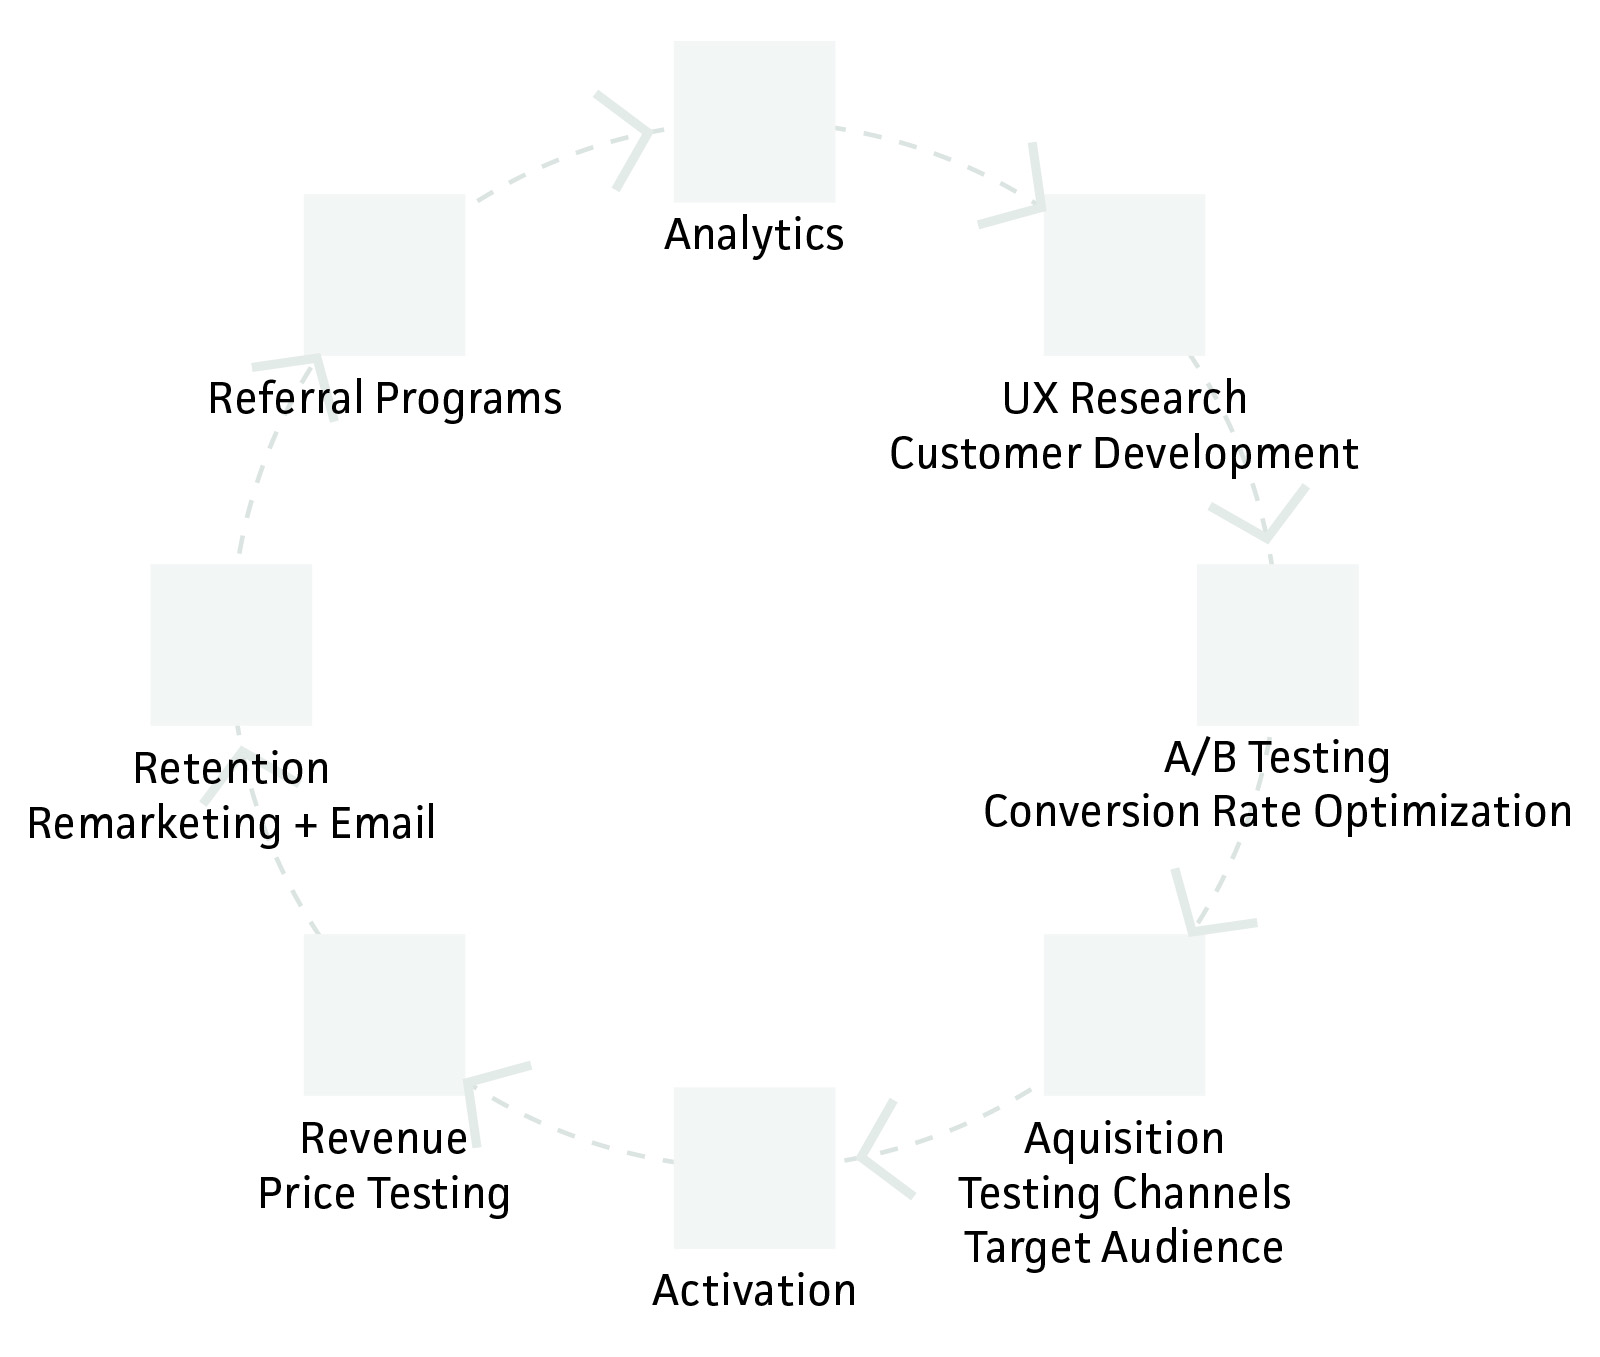 Analytics
Referral Programs
UX Research
Customer Development
Retention
Remarketing + Email
A/B Testing
Conversion Rate Optimization
Revenue
Price Testing
Aquisition
Testing Channels
Target Audience
Activation